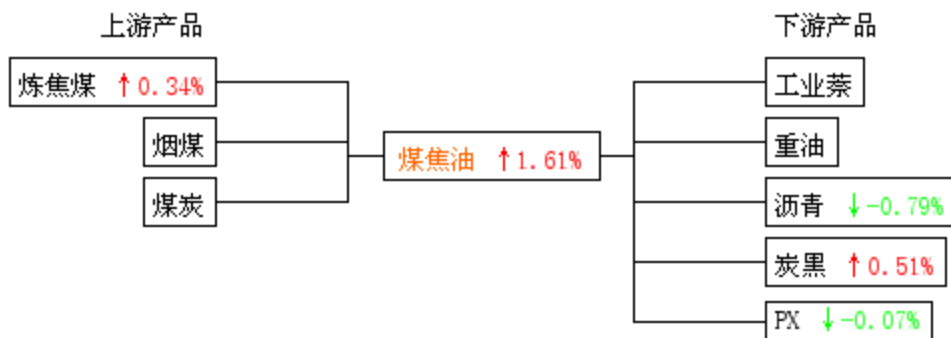 上游产品
下游产品
炼焦煤 ↑0.34%
烟煤
煤炭
煤焦油 ↑1.61%
工业萘
重油
沥青 ↓-0.79%
炭黑 ↑0.51%
PX ↓-0.07%